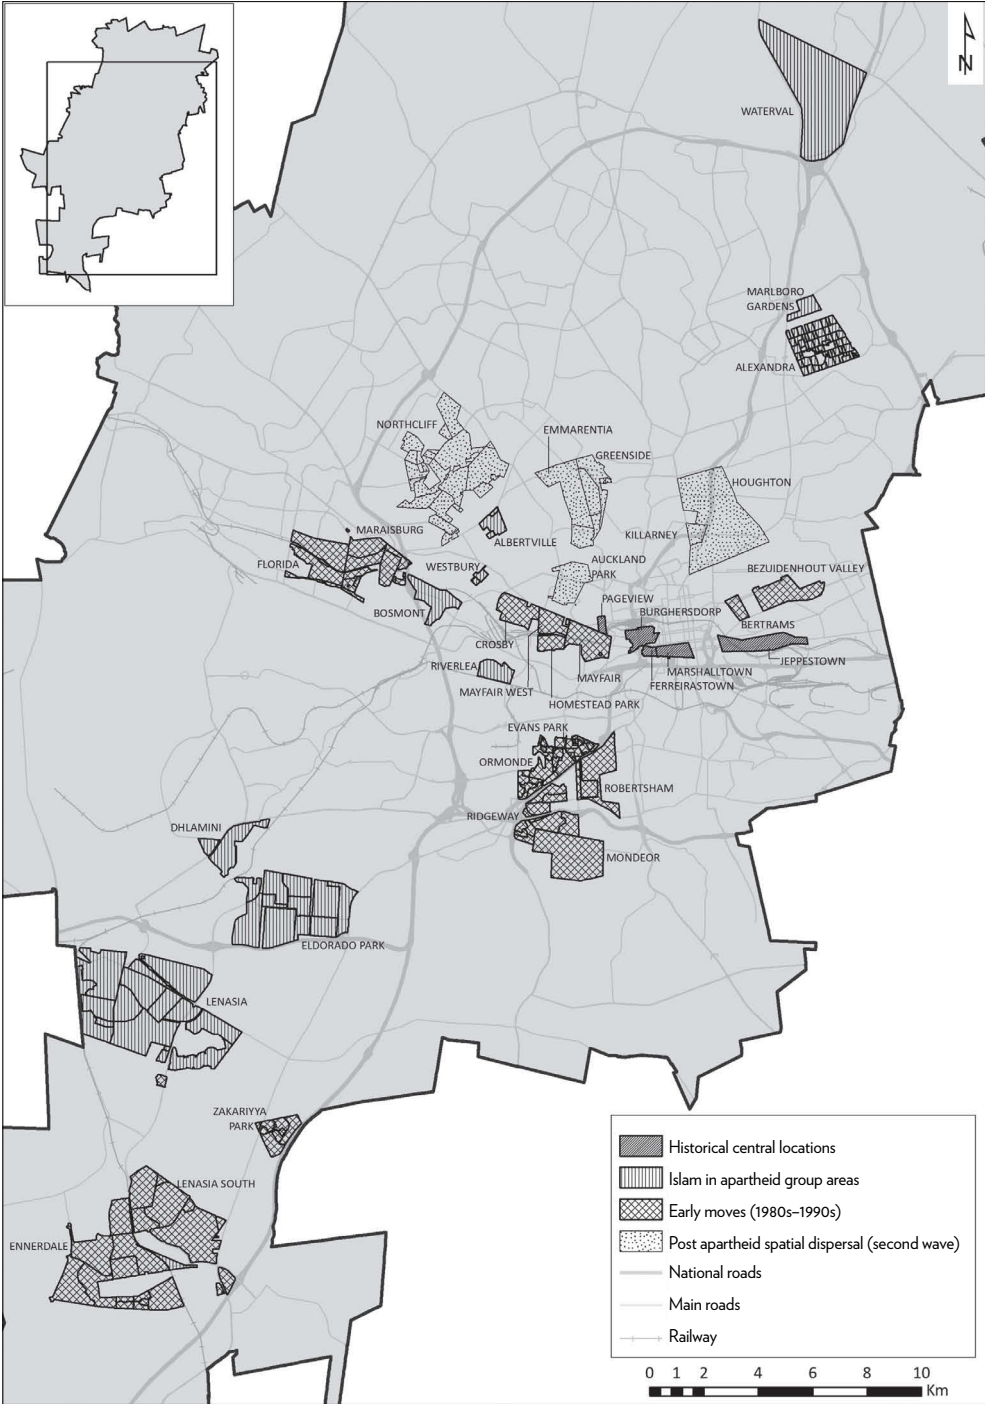 N
WATERVAL
MARLBORO
GARDENS
ALEXANDRA
NORTHCLIFF
EMMARENTIA
GREENSIDE
HOUGHTON
MARAISBURG
ALBERTVILLE
KILLARNEY
FLORIDA
WESTBURY
AUCKLAND
PARK
BEZUIDENHOUT VALLEY
PAGEVIEW
BOSMONT
BURGHERSDORP
BERTRAMS
CROSBY
JEPPESTOWN
RIVERLEA
MARSHALLTOWN
MAYFAIR
FERREIRASTOWN
MAYFAIR WEST
HOMESTEAD PARK
EVANS PARK
ORMONDE
ROBERTSHAM
RIDGEWAY
DHLAMINI
MONDEOR
ELDORADO PARK
LENASIA
ZAKARIYYA
PARK
LENASIA SOUTH
ENNERDALE
Historical central locations
Islam in apartheid group areas
Early moves (1980s–1990s)
Post apartheid spatial dispersal (second wave)
National roads
Main roads
Railway
0 1 2 4 6 8 10
Km